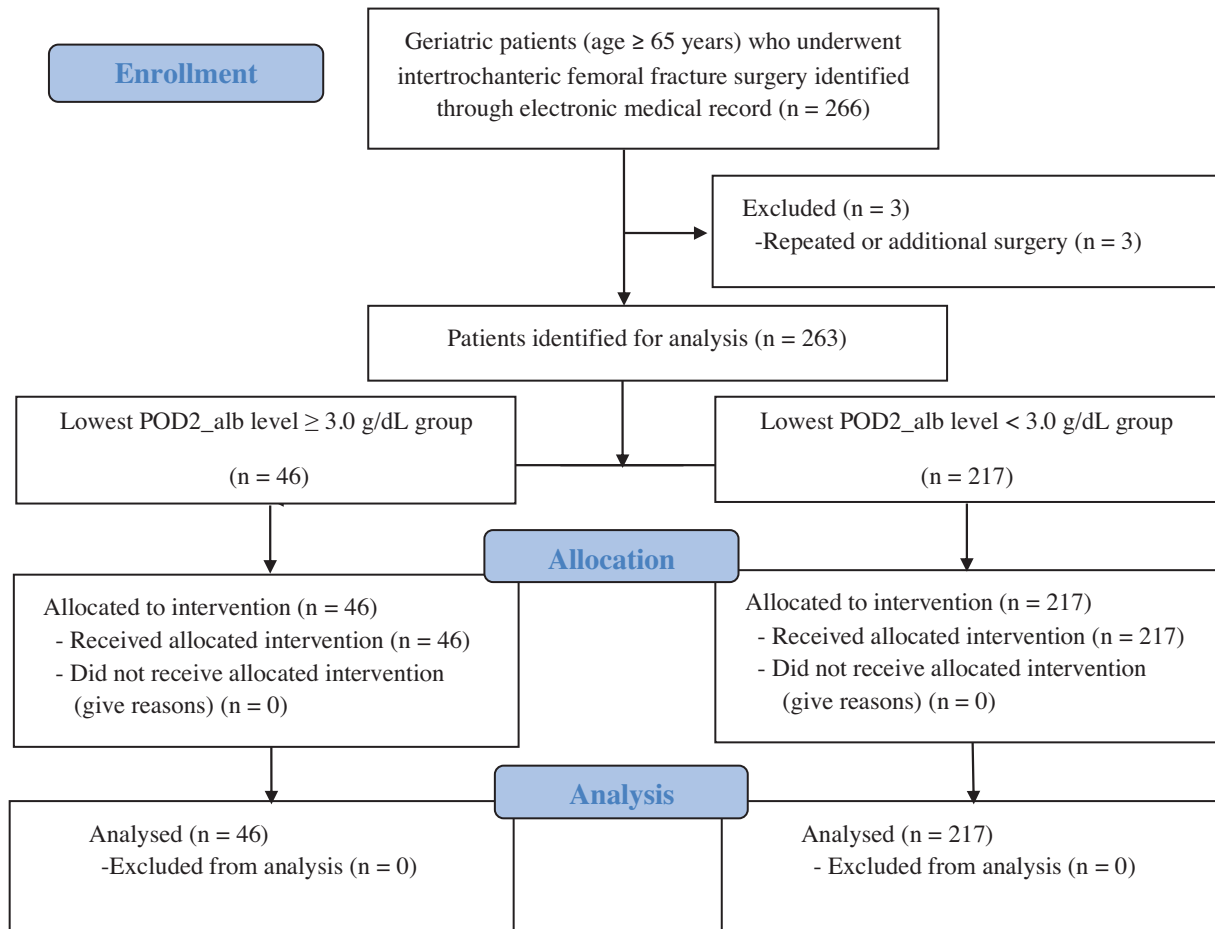 Enrollment
Geriatric patients (age ≥ 65 years) who underwent
intertrochanteric femoral fracture surgery identified
through electronic medical record (n = 266)
Excluded (n = 3)
-Repeated or additional surgery (n = 3)
Patients identified for analysis (n = 263)
Lowest POD2_alb level ≥ 3.0 g/dL group
(n = 46)
Lowest POD2_alb level < 3.0 g/dL group
(n = 217)
Allocation
Allocated to intervention (n = 46)
- Received allocated intervention (n = 46)
- Did not receive allocated intervention
(give reasons) (n = 0)
Allocated to intervention (n = 217)
- Received allocated intervention (n = 217)
- Did not receive allocated intervention
(give reasons) (n = 0)
Analysis
Analysed (n = 46)
-Excluded from analysis (n = 0)
Analysed (n = 217)
- Excluded from analysis (n = 0)